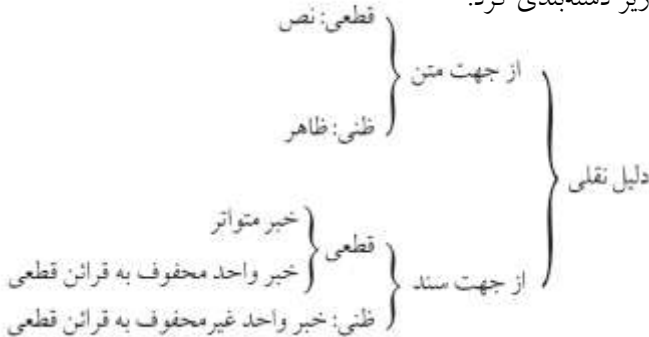 زیر دسته‌بندی کرد:
قطعی: نص
از جهت متن
ظنی: ظاهر
دلیل نقلی
خبر متواتر
قطعی
خبر واحد محفوف به قرائن قطعی
از جهت سند
ظنی: خبر واحد غیرمحفوف به قرائن قطعی